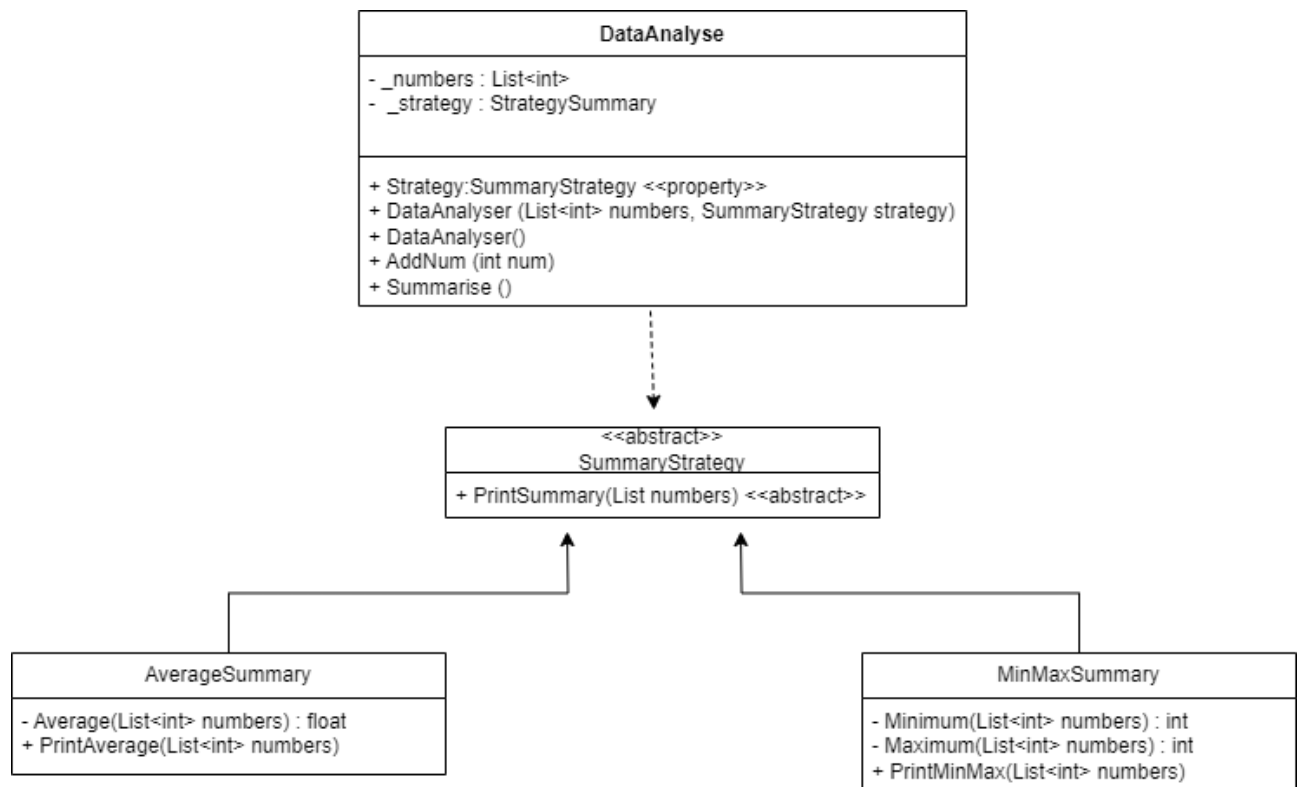 DataAnalyse
- _numbers : List<int>
- _strategy : StrategySummary
+ Strategy:SummaryStrategy <<property>>
+ DataAnalyser (List<int> numbers, SummaryStrategy strategy)
+ DataAnalyser()
+ AddNum (int num)
+ Summarise ()
<<abstract>>
SummaryStrategy
+ PrintSummary(List numbers) <<abstract>>
AverageSummary
- Average(List<int> numbers) : float
+ PrintAverage(List<int> numbers)
MinMaxSummary
- Minimum(List<int> numbers) : int
- Maximum(List<int> numbers) : int
+ PrintMinMax(List<int> numbers)